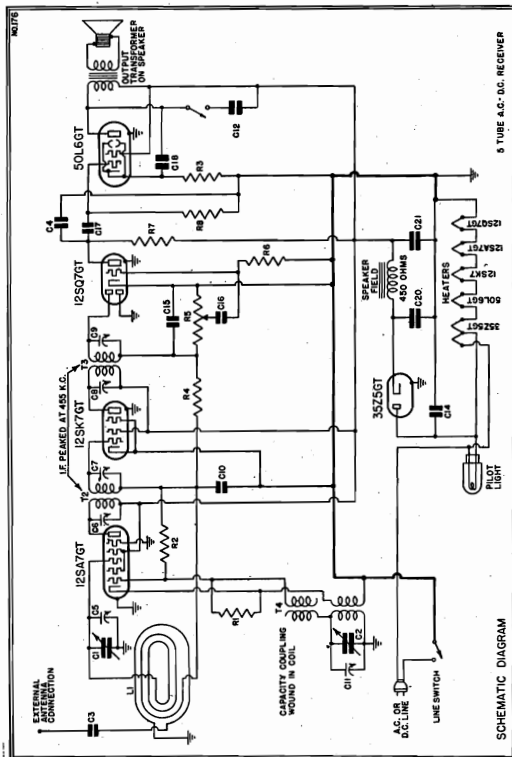 NO.176
EXTERNAL
ANTENNA
CONNECTION
C3
L1
C1
C5
12SA7GT
C6
T2
C7
I.F. PEAKED AT 455 K.C.
12SK7GT
C8
T3
C9
12SQ7GT
C4
C17
50L6GT
OUTPUT
TRANSFORMER
ON SPEAKER
C18
C12
R3
R8
R7
R6
C15
R5
C16
R4
C10
R2
R1
T4
CAPACITY COUPLING
WOUND IN COIL
C11
C2
SPEAKER
FIELD
450 OHMS
C20
C21
35Z5GT
C14
HEATERS
35Z5GT
50L6GT
12SK7
12SA7GT
12SQ7GT
PILOT
LIGHT
A.C. OR
D.C. LINE
LINE SWITCH
SCHEMATIC DIAGRAM
5 TUBE A.C.-D.C. RECEIVER